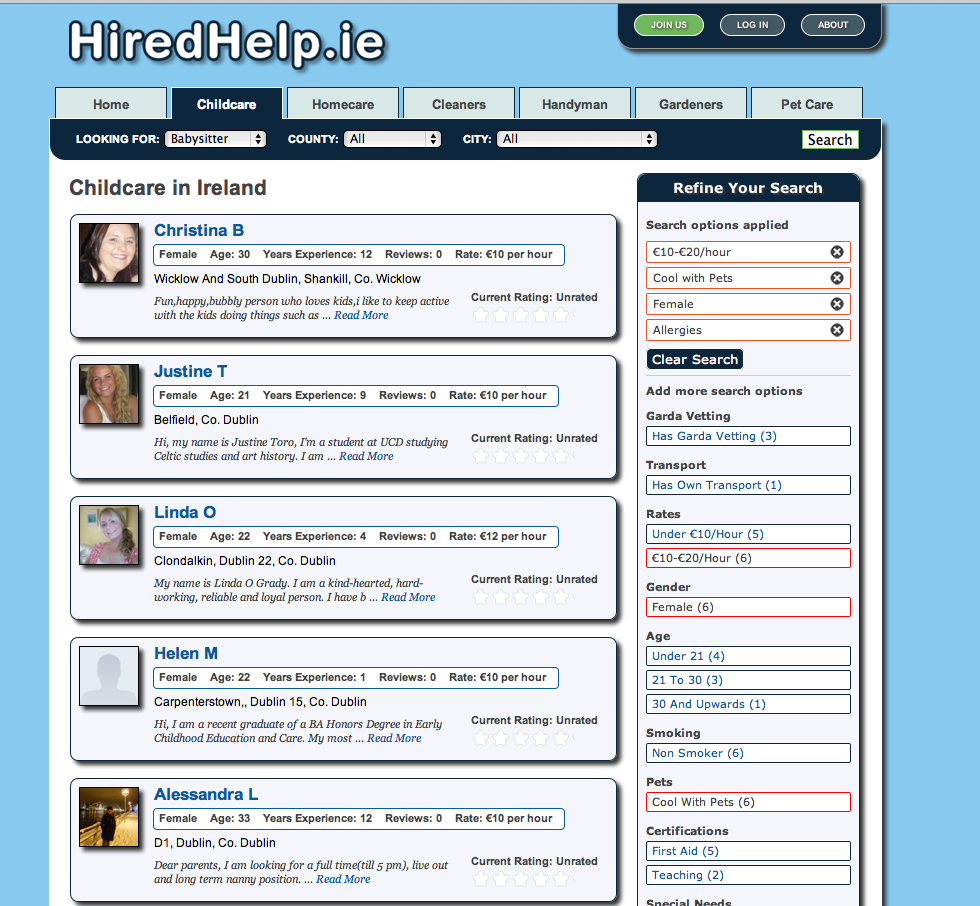 HiredHelp.ie
JOIN US
LOG IN
ABOUT
Home
Childcare
Homecare
Cleaners
Handyman
Gardeners
Pet Care
LOOKING FOR: Babysitter
COUNTY: All
CITY: All
Search
Childcare in Ireland
Christina B
Female Age: 30 Years Experience: 12 Reviews: 0 Rate: €10 per hour
Wicklow And South Dublin, Shankill, Co. Wicklow
Fun,happy,bubbly person who loves kids,i like to keep active
with the kids doing things such as ... Read More
Current Rating: Unrated
Justine T
Female Age: 21 Years Experience: 9 Reviews: 0 Rate: €10 per hour
Belfield, Co. Dublin
Hi, my name is Justine Toro, I'm a student at UCD studying
Celtic studies and art history. I am ... Read More
Current Rating: Unrated
Linda O
Female Age: 22 Years Experience: 4 Reviews: 0 Rate: €12 per hour
Clondalkin, Dublin 22, Co. Dublin
My name is Linda O Grady. I am a kind-hearted, hard-
working, reliable and loyal person. I have b ... Read More
Current Rating: Unrated
Helen M
Female Age: 22 Years Experience: 1 Reviews: 0 Rate: €10 per hour
Carpenterstown,, Dublin 15, Co. Dublin
Hi, I am a recent graduate of a BA Honors Degree in Early
Childhood Education and Care. My most ... Read More
Current Rating: Unrated
Alessandra L
Female Age: 33 Years Experience: 12 Reviews: 0 Rate: €10 per hour
D1, Dublin, Co. Dublin
Dear parents, I am looking for a full time(till 5 pm), live out
and long term nanny position. ... Read More
Current Rating: Unrated
Refine Your Search
Search options applied
€10-€20/hour
Cool with Pets
Female
Allergies
Clear Search
Add more search options
Garda Vetting
Has Garda Vetting (3)
Transport
Has Own Transport (1)
Rates
Under €10/Hour (5)
€10-€20/Hour (6)
Gender
Female (6)
Age
Under 21 (4)
21 To 30 (3)
30 And Upwards (1)
Smoking
Non Smoker (6)
Pets
Cool With Pets (6)
Certifications
First Aid (5)
Teaching (2)
Special Needs